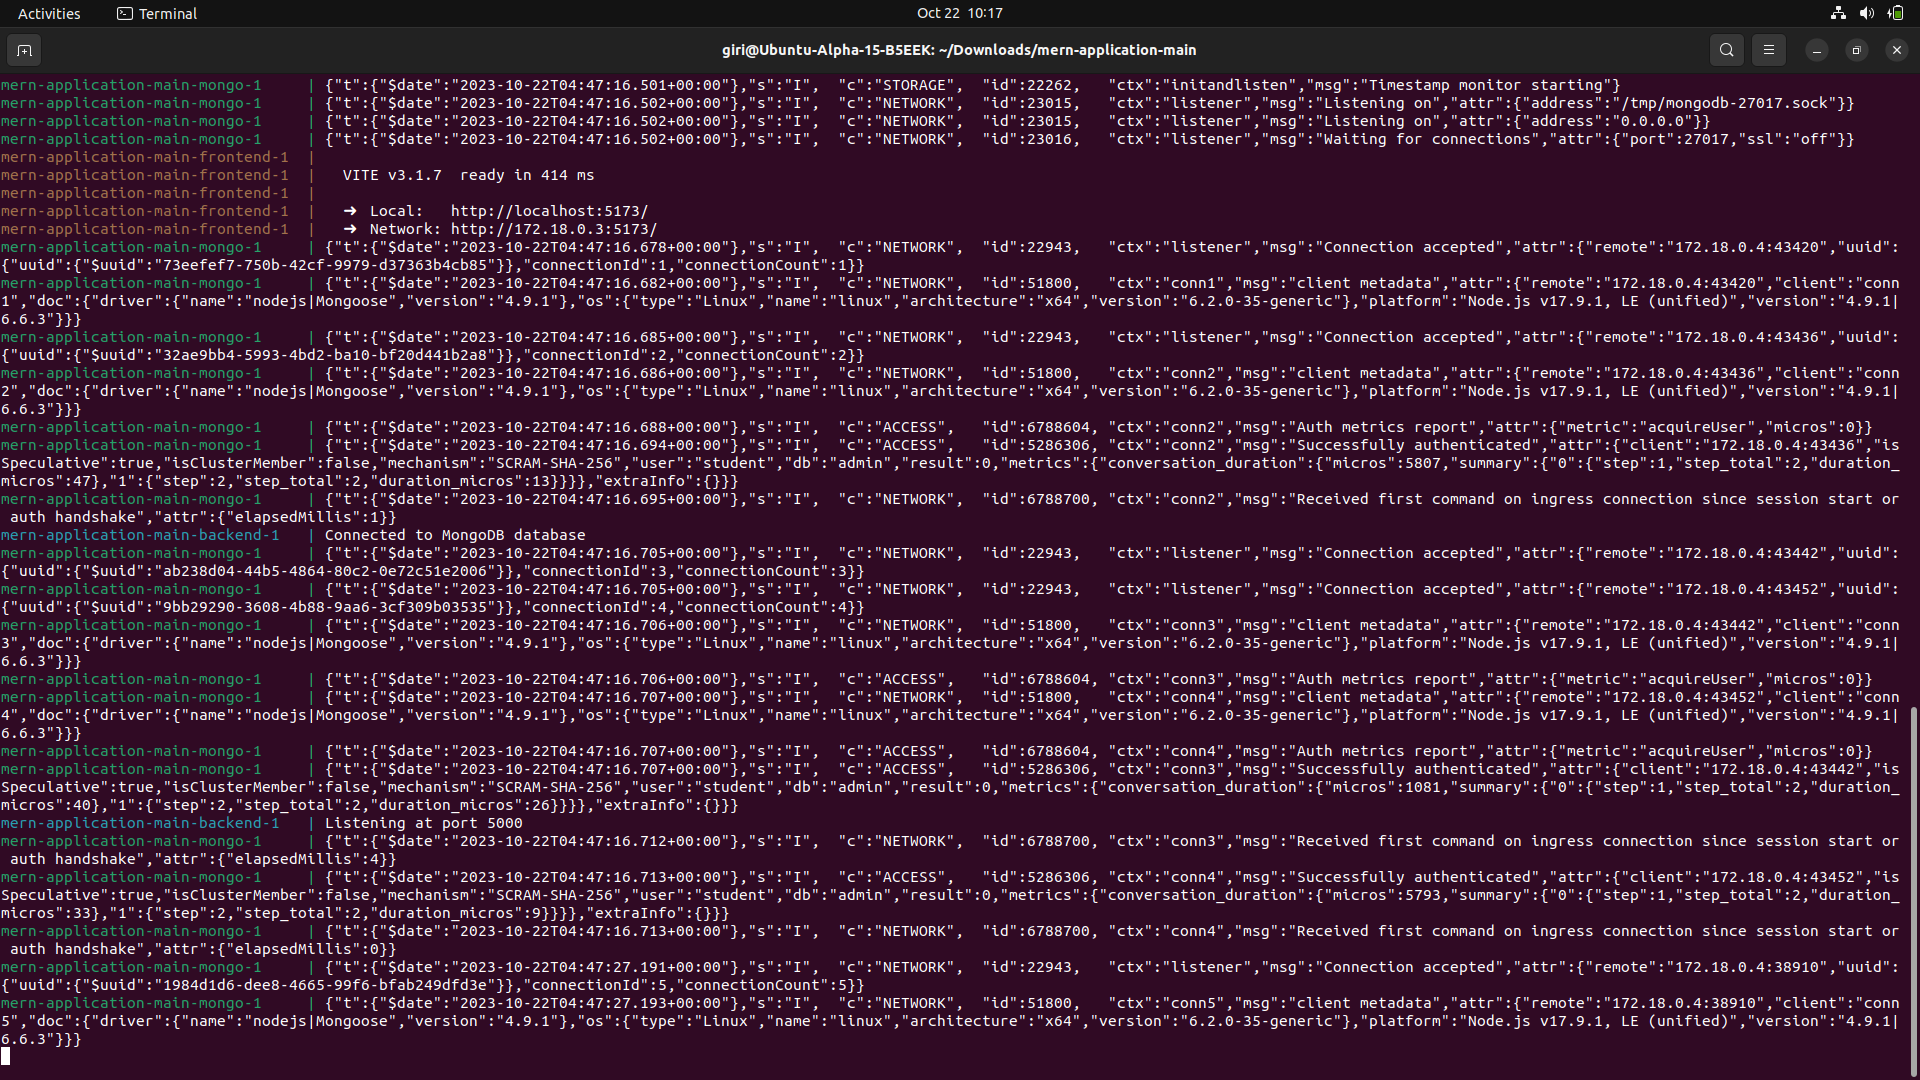 Activities Terminal Oct 22 10:17
giri@Ubuntu-Alpha-15-B5EEK: ~/Downloads/mern-application-main
mern-application-main-mongo-1     | {"t":{"$date":"2023-10-22T04:47:16.501+00:00"},"s":"I",  "c":"STORAGE",  "id":22262,   "ctx":"initandlisten","msg":"Timestamp monitor starting"}
mern-application-main-mongo-1     | {"t":{"$date":"2023-10-22T04:47:16.502+00:00"},"s":"I",  "c":"NETWORK",  "id":23015,   "ctx":"listener","msg":"Listening on","attr":{"address":"/tmp/mongodb-27017.sock"}}
mern-application-main-mongo-1     | {"t":{"$date":"2023-10-22T04:47:16.502+00:00"},"s":"I",  "c":"NETWORK",  "id":23015,   "ctx":"listener","msg":"Listening on","attr":{"address":"0.0.0.0"}}
mern-application-main-mongo-1     | {"t":{"$date":"2023-10-22T04:47:16.502+00:00"},"s":"I",  "c":"NETWORK",  "id":23016,   "ctx":"listener","msg":"Waiting for connections","attr":{"port":27017,"ssl":"off"}}
mern-application-main-frontend-1  |
mern-application-main-frontend-1  |   VITE v3.1.7  ready in 414 ms
mern-application-main-frontend-1  |
mern-application-main-frontend-1  |   ➜  Local:   http://localhost:5173/
mern-application-main-frontend-1  |   ➜  Network: http://172.18.0.3:5173/
mern-application-main-mongo-1     | {"t":{"$date":"2023-10-22T04:47:16.678+00:00"},"s":"I",  "c":"NETWORK",  "id":22943,   "ctx":"listener","msg":"Connection accepted","attr":{"remote":"172.18.0.4:43420","uuid":
{"uuid":{"$uuid":"73eefef7-750b-42cf-9979-d37363b4cb85"}},"connectionId":1,"connectionCount":1}}
mern-application-main-mongo-1     | {"t":{"$date":"2023-10-22T04:47:16.682+00:00"},"s":"I",  "c":"NETWORK",  "id":51800,   "ctx":"conn1","msg":"client metadata","attr":{"remote":"172.18.0.4:43420","client":"conn
1","doc":{"driver":{"name":"nodejs|Mongoose","version":"4.9.1"},"os":{"type":"Linux","name":"linux","architecture":"x64","version":"6.2.0-35-generic"},"platform":"Node.js v17.9.1, LE (unified)","version":"4.9.1|
6.6.3"}}}
mern-application-main-mongo-1     | {"t":{"$date":"2023-10-22T04:47:16.685+00:00"},"s":"I",  "c":"NETWORK",  "id":22943,   "ctx":"listener","msg":"Connection accepted","attr":{"remote":"172.18.0.4:43436","uuid":
{"uuid":{"$uuid":"32ae9bb4-5993-4bd2-ba10-bf20d441b2a8"}},"connectionId":2,"connectionCount":2}}
mern-application-main-mongo-1     | {"t":{"$date":"2023-10-22T04:47:16.686+00:00"},"s":"I",  "c":"NETWORK",  "id":51800,   "ctx":"conn2","msg":"client metadata","attr":{"remote":"172.18.0.4:43436","client":"conn
2","doc":{"driver":{"name":"nodejs|Mongoose","version":"4.9.1"},"os":{"type":"Linux","name":"linux","architecture":"x64","version":"6.2.0-35-generic"},"platform":"Node.js v17.9.1, LE (unified)","version":"4.9.1|
6.6.3"}}}
mern-application-main-mongo-1     | {"t":{"$date":"2023-10-22T04:47:16.688+00:00"},"s":"I",  "c":"ACCESS",   "id":6788604, "ctx":"conn2","msg":"Auth metrics report","attr":{"metric":"acquireUser","micros":0}}
mern-application-main-mongo-1     | {"t":{"$date":"2023-10-22T04:47:16.694+00:00"},"s":"I",  "c":"ACCESS",   "id":5286306, "ctx":"conn2","msg":"Successfully authenticated","attr":{"client":"172.18.0.4:43436","is
Speculative":true,"isClusterMember":false,"mechanism":"SCRAM-SHA-256","user":"student","db":"admin","result":0,"metrics":{"conversation_duration":{"micros":5807,"summary":{"0":{"step":1,"step_total":2,"duration_
micros":47},"1":{"step":2,"step_total":2,"duration_micros":13}}}},"extraInfo":{}}}
mern-application-main-mongo-1     | {"t":{"$date":"2023-10-22T04:47:16.695+00:00"},"s":"I",  "c":"NETWORK",  "id":6788700, "ctx":"conn2","msg":"Received first command on ingress connection since session start or
 auth handshake","attr":{"elapsedMillis":1}}
mern-application-main-backend-1   | Connected to MongoDB database
mern-application-main-mongo-1     | {"t":{"$date":"2023-10-22T04:47:16.705+00:00"},"s":"I",  "c":"NETWORK",  "id":22943,   "ctx":"listener","msg":"Connection accepted","attr":{"remote":"172.18.0.4:43442","uuid":
{"uuid":{"$uuid":"ab238d04-44b5-4864-80c2-0e72c51e2006"}},"connectionId":3,"connectionCount":3}}
mern-application-main-mongo-1     | {"t":{"$date":"2023-10-22T04:47:16.705+00:00"},"s":"I",  "c":"NETWORK",  "id":22943,   "ctx":"listener","msg":"Connection accepted","attr":{"remote":"172.18.0.4:43452","uuid":
{"uuid":{"$uuid":"9bb29290-3608-4b88-9aa6-3cf309b03535"}},"connectionId":4,"connectionCount":4}}
mern-application-main-mongo-1     | {"t":{"$date":"2023-10-22T04:47:16.706+00:00"},"s":"I",  "c":"NETWORK",  "id":51800,   "ctx":"conn3","msg":"client metadata","attr":{"remote":"172.18.0.4:43442","client":"conn
3","doc":{"driver":{"name":"nodejs|Mongoose","version":"4.9.1"},"os":{"type":"Linux","name":"linux","architecture":"x64","version":"6.2.0-35-generic"},"platform":"Node.js v17.9.1, LE (unified)","version":"4.9.1|
6.6.3"}}}
mern-application-main-mongo-1     | {"t":{"$date":"2023-10-22T04:47:16.706+00:00"},"s":"I",  "c":"ACCESS",   "id":6788604, "ctx":"conn3","msg":"Auth metrics report","attr":{"metric":"acquireUser","micros":0}}
mern-application-main-mongo-1     | {"t":{"$date":"2023-10-22T04:47:16.707+00:00"},"s":"I",  "c":"NETWORK",  "id":51800,   "ctx":"conn4","msg":"client metadata","attr":{"remote":"172.18.0.4:43452","client":"conn
4","doc":{"driver":{"name":"nodejs|Mongoose","version":"4.9.1"},"os":{"type":"Linux","name":"linux","architecture":"x64","version":"6.2.0-35-generic"},"platform":"Node.js v17.9.1, LE (unified)","version":"4.9.1|
6.6.3"}}}
mern-application-main-mongo-1     | {"t":{"$date":"2023-10-22T04:47:16.707+00:00"},"s":"I",  "c":"ACCESS",   "id":6788604, "ctx":"conn4","msg":"Auth metrics report","attr":{"metric":"acquireUser","micros":0}}
mern-application-main-mongo-1     | {"t":{"$date":"2023-10-22T04:47:16.707+00:00"},"s":"I",  "c":"ACCESS",   "id":5286306, "ctx":"conn3","msg":"Successfully authenticated","attr":{"client":"172.18.0.4:43442","is
Speculative":true,"isClusterMember":false,"mechanism":"SCRAM-SHA-256","user":"student","db":"admin","result":0,"metrics":{"conversation_duration":{"micros":1081,"summary":{"0":{"step":1,"step_total":2,"duration_
micros":40},"1":{"step":2,"step_total":2,"duration_micros":26}}}},"extraInfo":{}}}
mern-application-main-backend-1   | Listening at port 5000
mern-application-main-mongo-1     | {"t":{"$date":"2023-10-22T04:47:16.712+00:00"},"s":"I",  "c":"NETWORK",  "id":6788700, "ctx":"conn3","msg":"Received first command on ingress connection since session start or
 auth handshake","attr":{"elapsedMillis":4}}
mern-application-main-mongo-1     | {"t":{"$date":"2023-10-22T04:47:16.713+00:00"},"s":"I",  "c":"ACCESS",   "id":5286306, "ctx":"conn4","msg":"Successfully authenticated","attr":{"client":"172.18.0.4:43452","is
Speculative":true,"isClusterMember":false,"mechanism":"SCRAM-SHA-256","user":"student","db":"admin","result":0,"metrics":{"conversation_duration":{"micros":5793,"summary":{"0":{"step":1,"step_total":2,"duration_
micros":33},"1":{"step":2,"step_total":2,"duration_micros":9}}}},"extraInfo":{}}}
mern-application-main-mongo-1     | {"t":{"$date":"2023-10-22T04:47:16.713+00:00"},"s":"I",  "c":"NETWORK",  "id":6788700, "ctx":"conn4","msg":"Received first command on ingress connection since session start or
 auth handshake","attr":{"elapsedMillis":0}}
mern-application-main-mongo-1     | {"t":{"$date":"2023-10-22T04:47:27.191+00:00"},"s":"I",  "c":"NETWORK",  "id":22943,   "ctx":"listener","msg":"Connection accepted","attr":{"remote":"172.18.0.4:38910","uuid":
{"uuid":{"$uuid":"1984d1d6-dee8-4665-99f6-bfab249dfd3e"}},"connectionId":5,"connectionCount":5}}
mern-application-main-mongo-1     | {"t":{"$date":"2023-10-22T04:47:27.193+00:00"},"s":"I",  "c":"NETWORK",  "id":51800,   "ctx":"conn5","msg":"client metadata","attr":{"remote":"172.18.0.4:38910","client":"conn
5","doc":{"driver":{"name":"nodejs|Mongoose","version":"4.9.1"},"os":{"type":"Linux","name":"linux","architecture":"x64","version":"6.2.0-35-generic"},"platform":"Node.js v17.9.1, LE (unified)","version":"4.9.1|
6.6.3"}}}